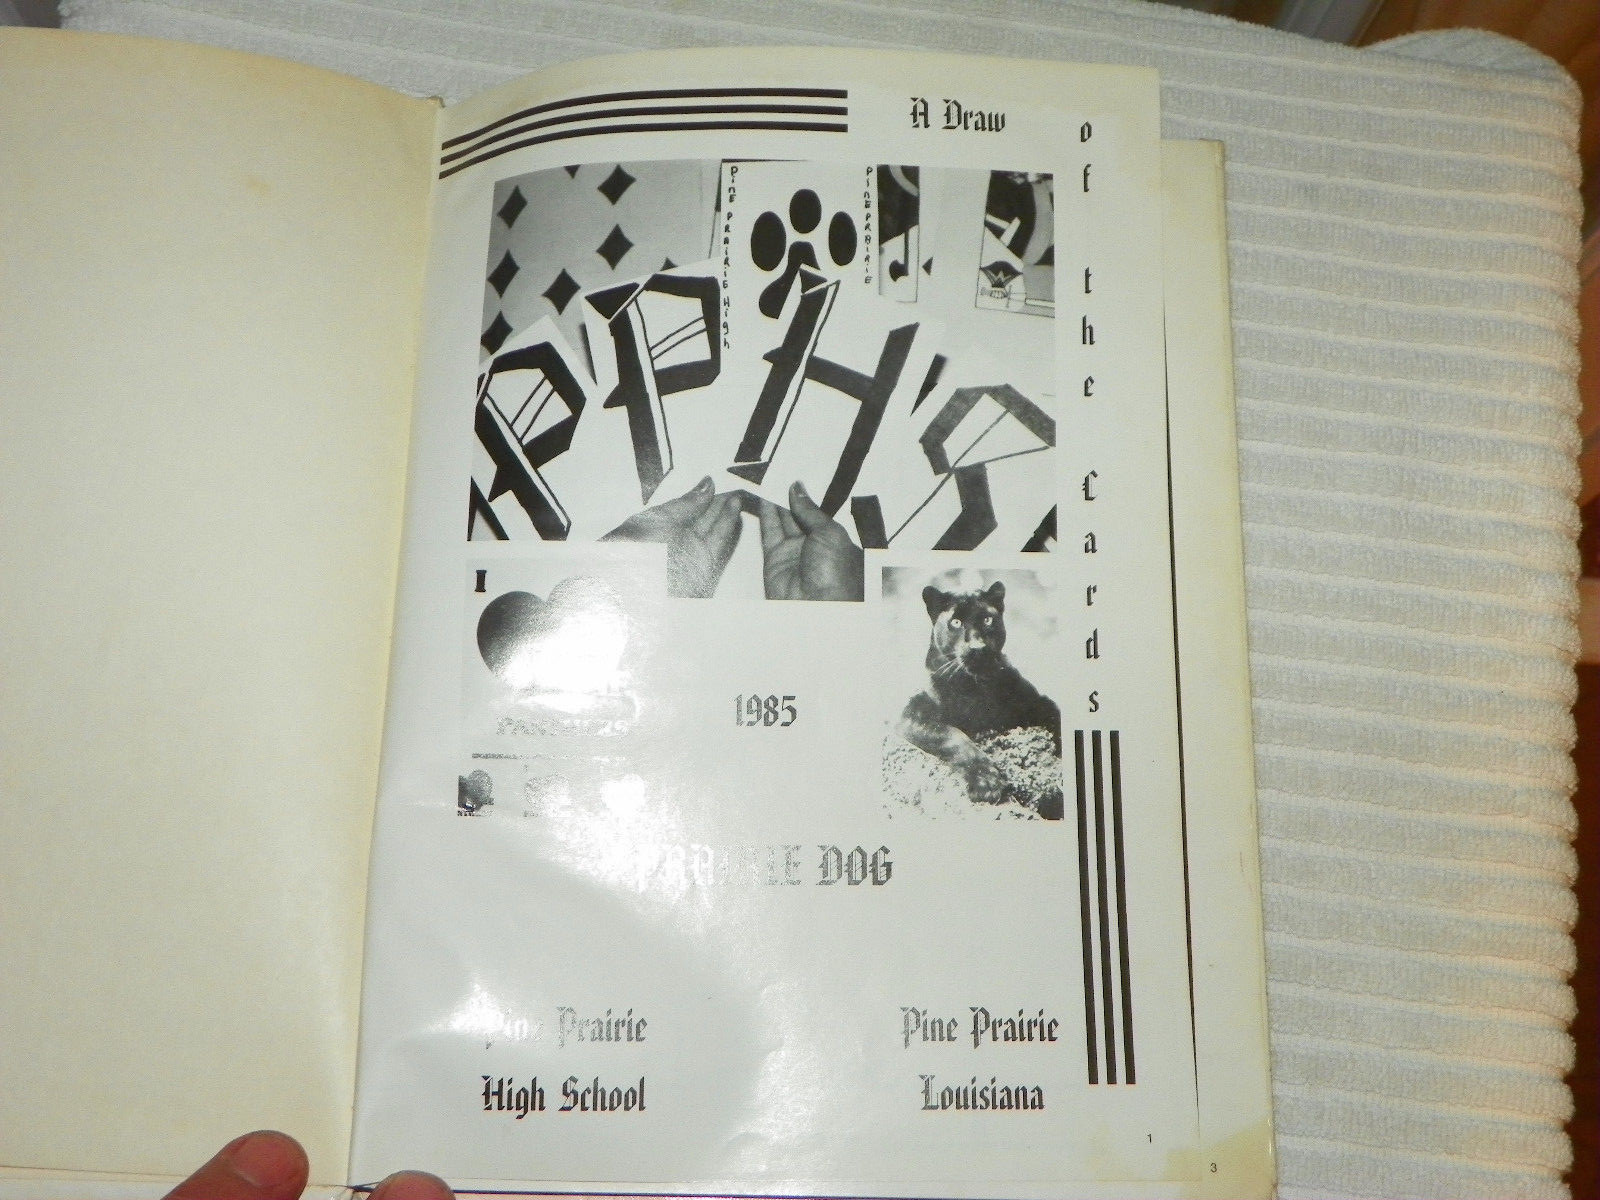 A Draw
of the Cards
Pine Prairie High
Pine Prairie
PPHS
I
PANTHERS
1985
PRAIRIE DOG
Pine Prairie
High School
Pine Prairie
Louisiana
1
3